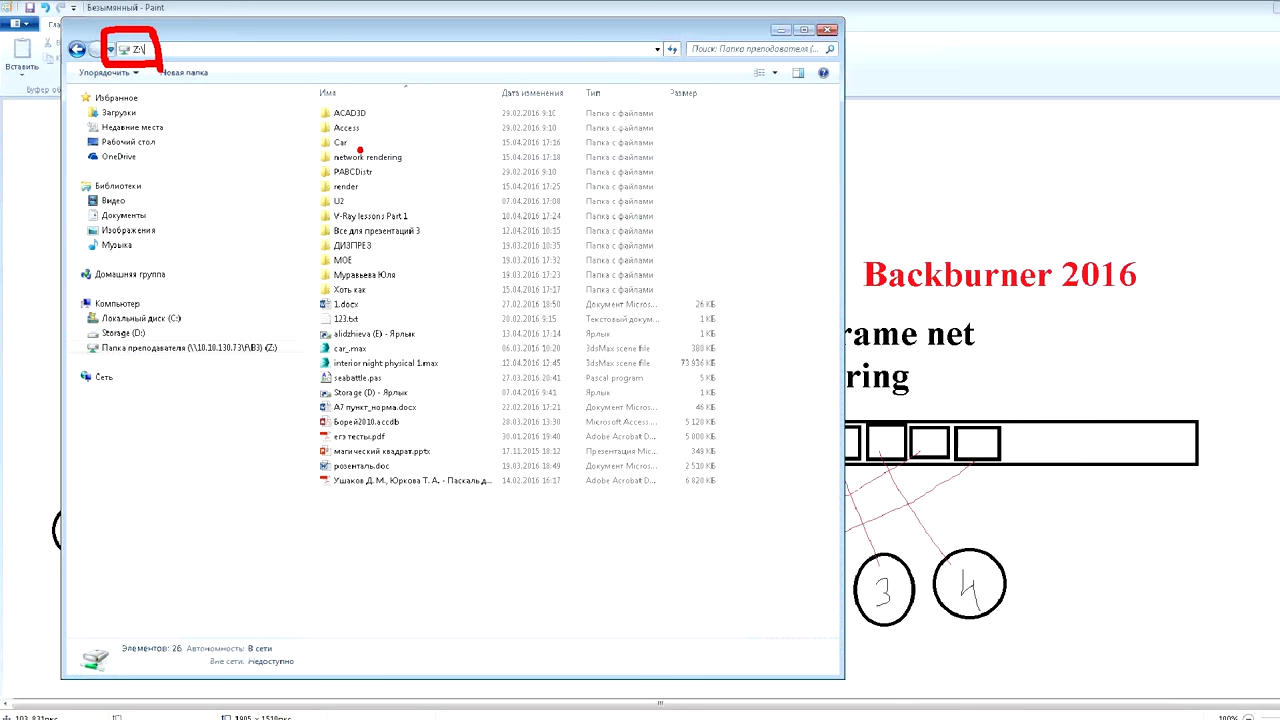 Безымянный - Paint
Вставить
Z:\
Поиск: Папка преподавателя (...
Упорядочить
Новая папка
Избранное
Загрузки
Недавние места
Рабочий стол
OneDrive
Библиотеки
Видео
Документы
Изображения
Музыка
Домашняя группа
Компьютер
Локальный диск (C:)
Storage (D:)
Папка преподавателя (\\10.10.130.73\f\B3) (Z:)
Сеть
Имя Дата изменения Тип Размер
ACAD3D 29.02.2016 9:10 Папка с файлами
Access 29.02.2016 9:10 Папка с файлами
Car 15.04.2016 17:16 Папка с файлами
network rendering 15.04.2016 17:18 Папка с файлами
PABCDistr 29.02.2016 9:10 Папка с файлами
render 15.04.2016 17:25 Папка с файлами
U2 07.04.2016 17:08 Папка с файлами
V-Ray lessons Part 1 10.04.2016 17:24 Папка с файлами
Все для презентаций 3 12.04.2016 10:15 Папка с файлами
ДИЗПРЕЗ 19.03.2016 10:35 Папка с файлами
МОЕ 19.03.2016 17:32 Папка с файлами
Муравьева Юля 19.03.2016 17:23 Папка с файлами
Хоть как 15.04.2016 17:14 Папка с файлами
1.docx 27.02.2016 18:50 Документ Micros... 26 КБ
123.txt 20.02.2016 9:15 Текстовый докум... 1 КБ
alidzhieva (E) - Ярлык 13.04.2016 17:14 Ярлык 1 КБ
car_.max 06.03.2016 10:20 3dsMax scene file 380 КБ
interior night physical 1.max 12.04.2016 12:45 3dsMax scene file 73 936 КБ
seabattle.pas 27.03.2016 20:41 Pascal program 5 КБ
Storage (D) - Ярлык 07.04.2016 9:41 Ярлык 1 КБ
А7 пункт_норма.docx 22.02.2016 17:21 Документ Micros... 46 КБ
Борей2010.accdb 28.03.2016 13:30 Microsoft Access ... 5 120 КБ
егэ тесты.pdf 30.01.2016 19:40 Adobe Acrobat D... 5 000 КБ
магический квадрат.pptx 17.11.2015 18:12 Презентация Mic... 349 КБ
розенталь.doc 19.03.2016 18:49 Документ Micros... 2 510 КБ
Ушаков Д. М., Юркова Т. А. - Паскаль д... 14.02.2016 16:17 Adobe Acrobat D... 6 820 КБ
Элементов: 26 Автономность: В сети
Вне сети: Недоступно
Backburner 2016
rame net
ring
3
4
1905 × 1510пкс
100%